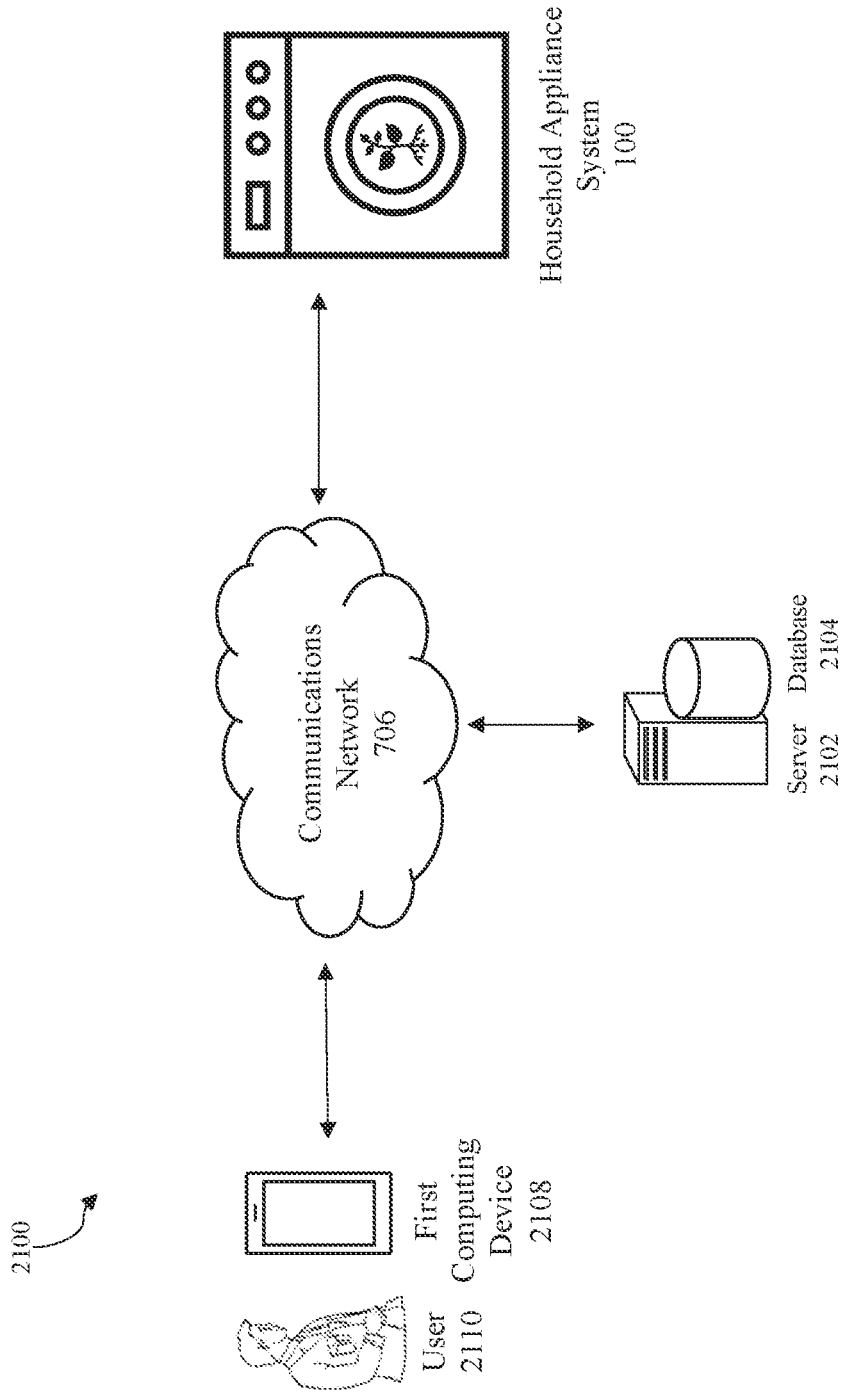 2100
User
2110
First
Computing
Device
2108
Communications
Network
706
Server
2102
Database
2104
Household Appliance
System
100